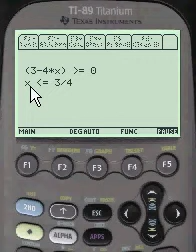 TI-89 Titanium
TEXAS INSTRUMENTS
(3-4*x) >= 0
x <= 3/4
MAIN DEGAUTO FUNC PAUSE
F1 F2 F3 F4 F5
2ND ESC
ALPHA APPS